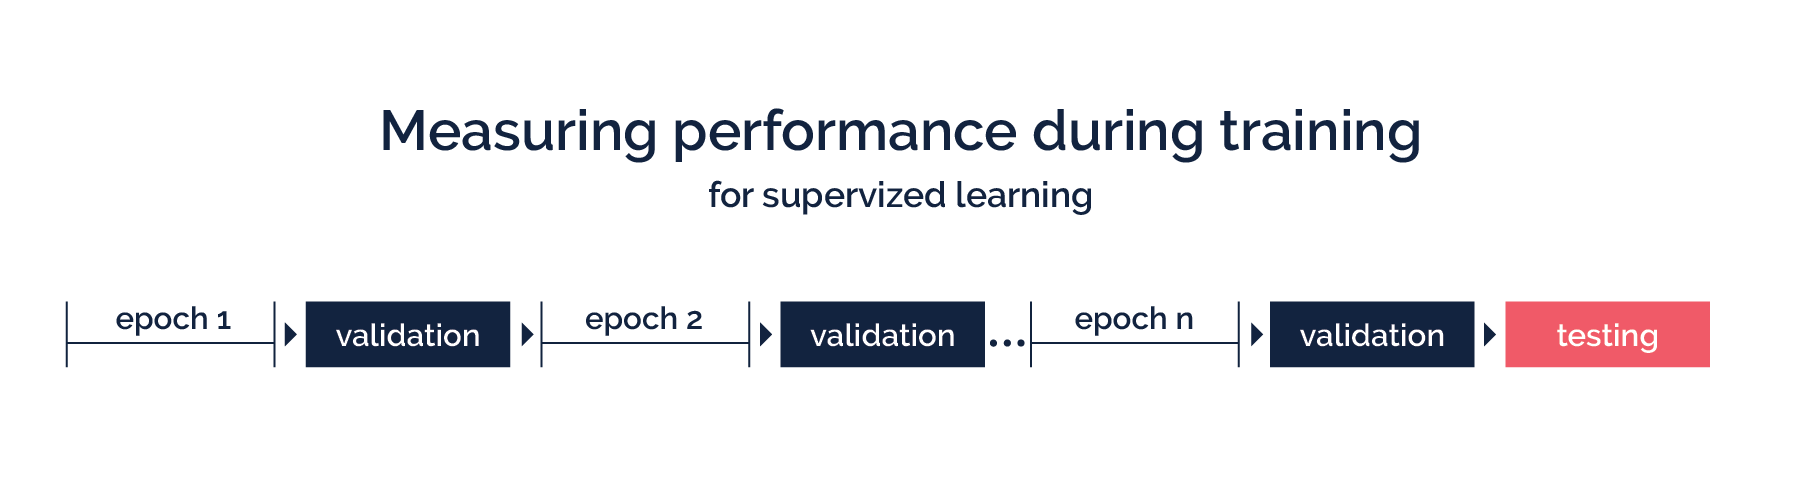 Measuring performance during training
for supervized learning
epoch 1 validation epoch 2 validation ... epoch n validation testing